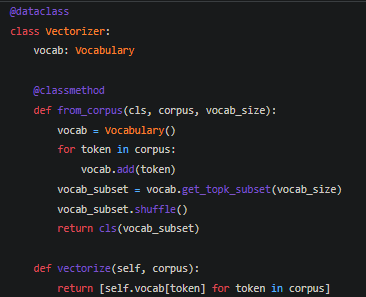 @dataclass
class Vectorizer:
    vocab: Vocabulary

    @classmethod
    def from_corpus(cls, corpus, vocab_size):
        vocab = Vocabulary()
        for token in corpus:
            vocab.add(token)
        vocab_subset = vocab.get_topk_subset(vocab_size)
        vocab_subset.shuffle()
        return cls(vocab_subset)

    def vectorize(self, corpus):
        return [self.vocab[token] for token in corpus]